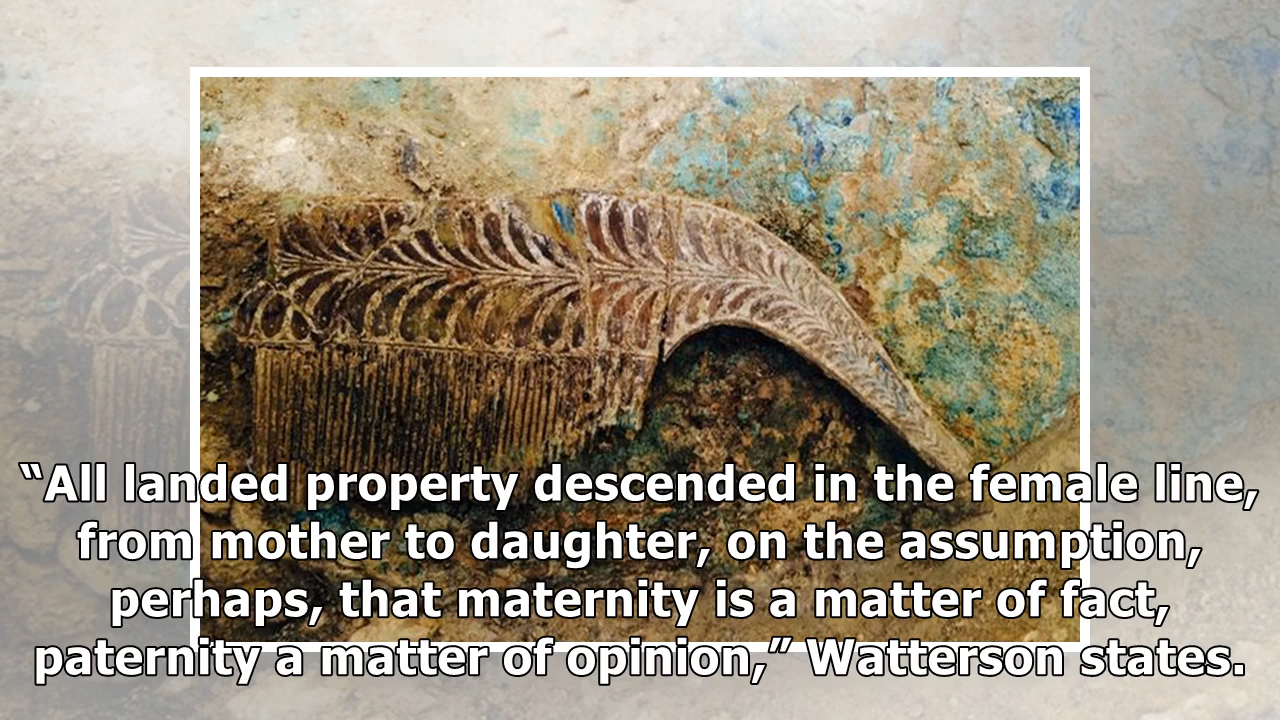 “All landed property descended in the female line,
from mother to daughter, on the assumption,
perhaps, that maternity is a matter of fact,
paternity a matter of opinion,” Watterson states.